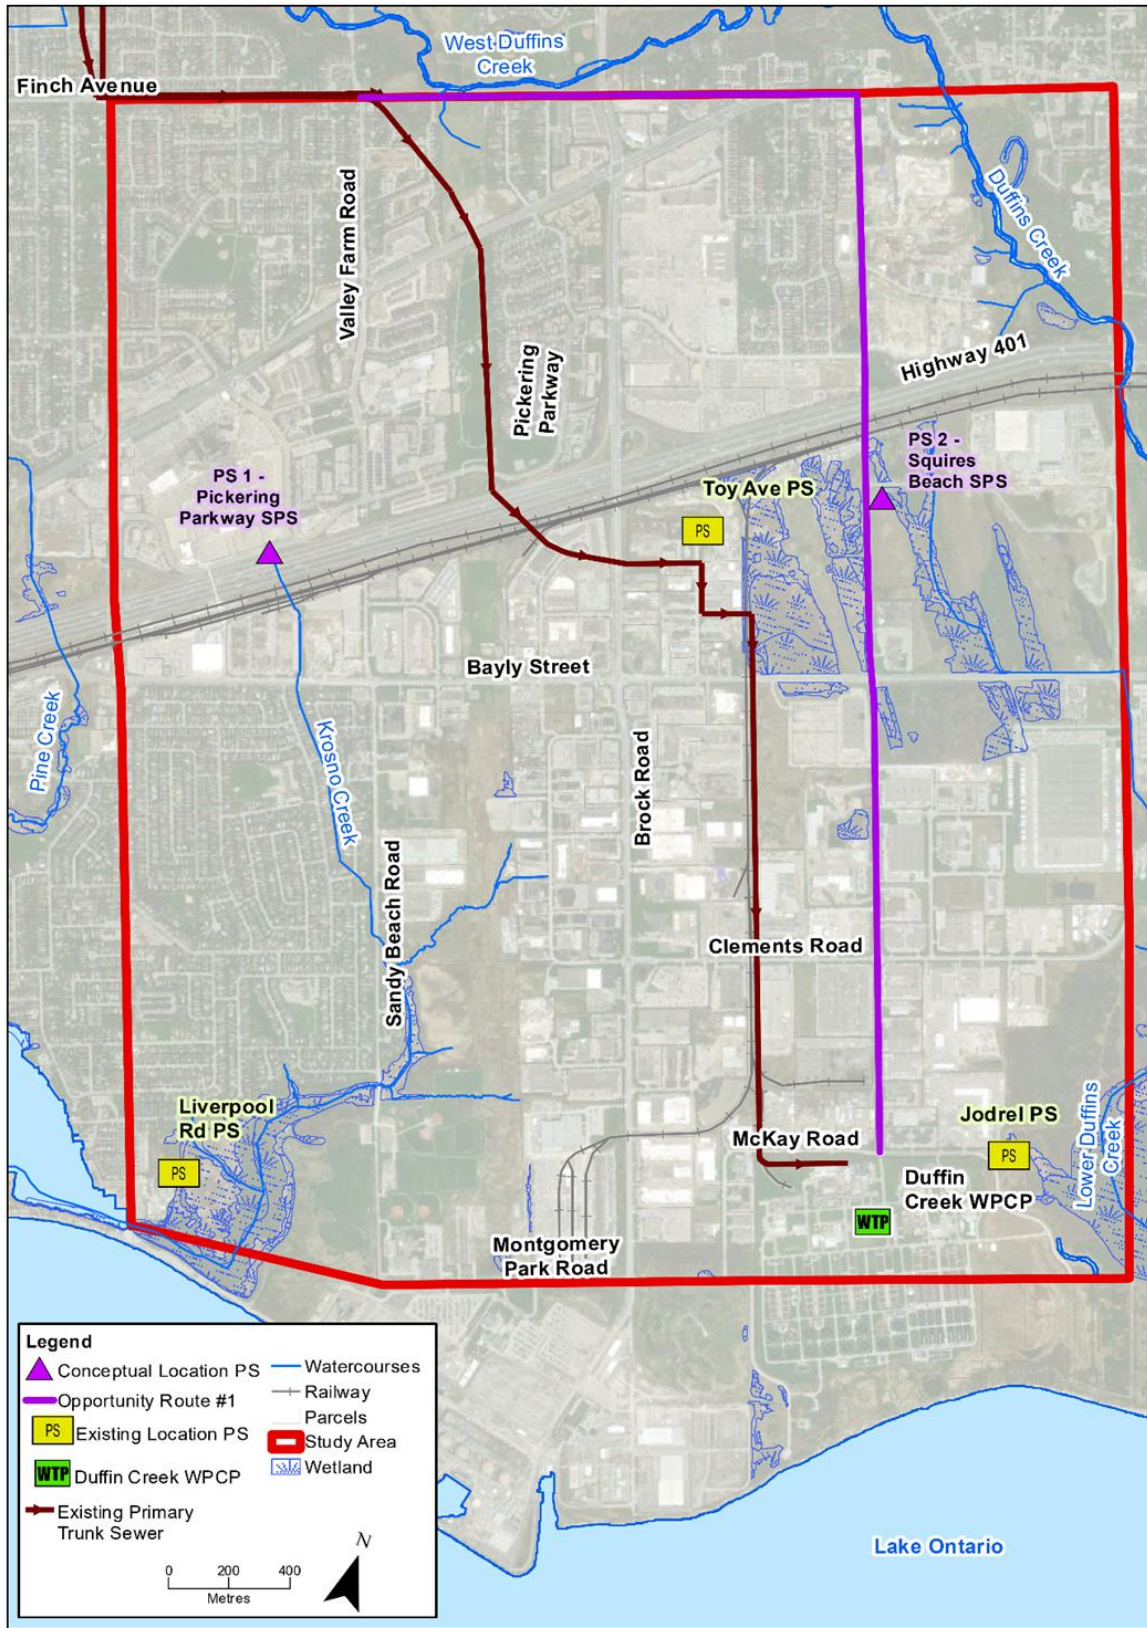 West Duffins
Creek
Finch Avenue
Valley Farm Road
Duffins Creek
Highway 401
Pickering
Parkway
PS 1 -
Pickering
Parkway SPS
PS 2 -
Squires
Beach SPS
Toy Ave PS
PS
Bayly Street
Pine Creek
Krosno Creek
Brock Road
Sandy Beach Road
Clements Road
Liverpool
Rd PS
PS
McKay Road
Jodrel PS
PS
Lower Duffins
Creek
Duffin
Creek WPCP
WTP
Montgomery
Park Road
Legend
Conceptual Location PS
Opportunity Route #1
PS
Existing Location PS
WTP
Duffin Creek WPCP
Existing Primary
Trunk Sewer
Watercourses
Railway
Parcels
Study Area
Wetland
N
0 200 400
Metres
Lake Ontario